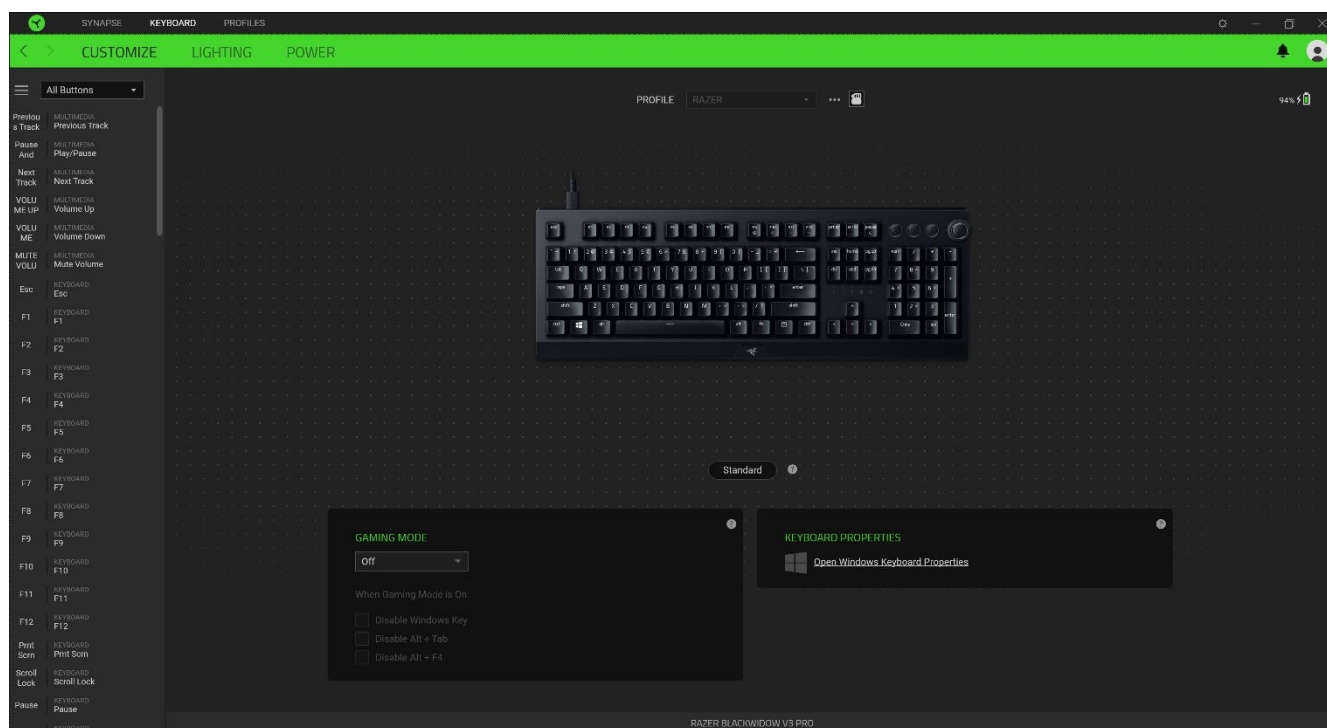 SYNAPSE KEYBOARD PROFILES
CUSTOMIZE LIGHTING POWER
All Buttons
PROFILE RAZER
94%
Previou
s Track
MULTIMEDIA
Previous Track
Pause
And
MULTIMEDIA
Play/Pause
Next
Track
MULTIMEDIA
Next Track
VOLU
ME UP
MULTIMEDIA
Volume Up
VOLU
ME
MULTIMEDIA
Volume Down
MUTE
VOLU
MULTIMEDIA
Mute Volume
Esc
KEYBOARD
Esc
F1
KEYBOARD
F1
F2
KEYBOARD
F2
F3
KEYBOARD
F3
F4
KEYBOARD
F4
F5
KEYBOARD
F5
F6
KEYBOARD
F6
F7
KEYBOARD
F7
F8
KEYBOARD
F8
F9
KEYBOARD
F9
F10
KEYBOARD
F10
F11
KEYBOARD
F11
F12
KEYBOARD
F12
Prnt
Scrn
KEYBOARD
Prnt Scrn
Scroll
Lock
KEYBOARD
Scroll Lock
Pause
KEYBOARD
Pause
Standard
GAMING MODE
Off
When Gaming Mode is On:
Disable Windows Key
Disable Alt + Tab
Disable Alt + F4
KEYBOARD PROPERTIES
Open Windows Keyboard Properties
RAZER BLACKWIDOW V3 PRO